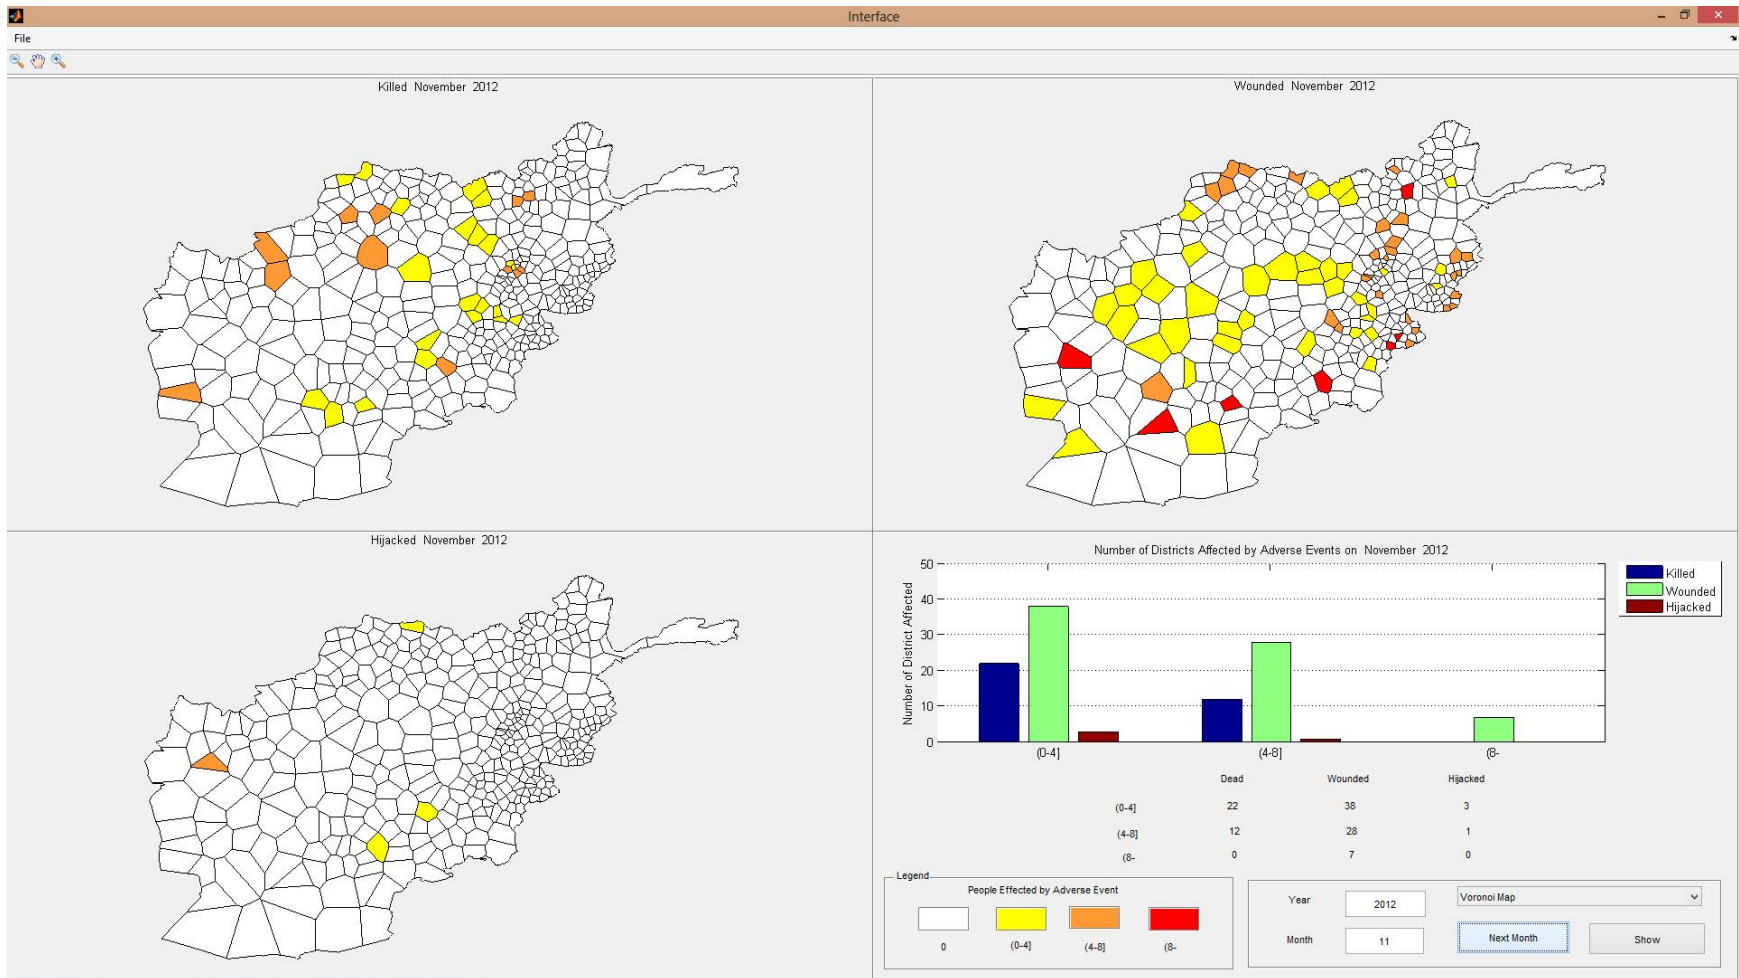 Interface
File
Killed November 2012
Wounded November 2012
Hijacked November 2012
Number of Districts Affected by Adverse Events on November 2012
Number of District Affected
50
40
30
20
10
0
(0-4]
(4-8]
(8-
Killed
Wounded
Hijacked
Dead Wounded Hijacked
(0-4] 22 38 3
(4-8] 12 28 1
(8- 0 7 0
Legend
People Effected by Adverse Event
0 (0-4] (4-8] (8-
Year 2012 Voronoi Map
Month 11 Next Month Show